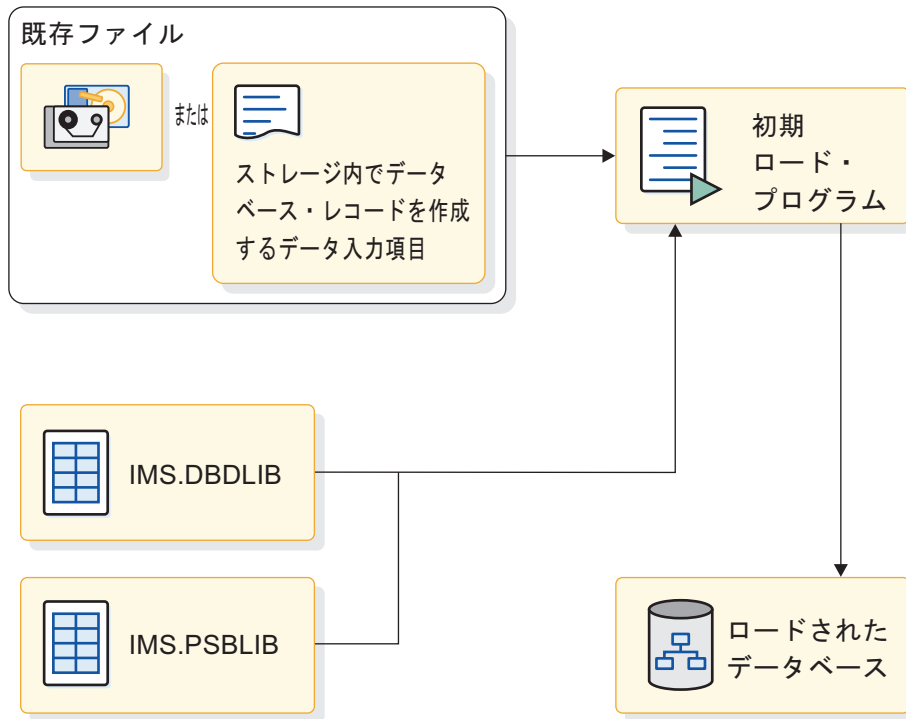 既存ファイル
または
ストレージ内でデータ
ベース・レコードを作成
するデータ入力項目
初期
ロード・
プログラム
IMS.DBDLIB
IMS.PSBLIB
ロードされた
データベース